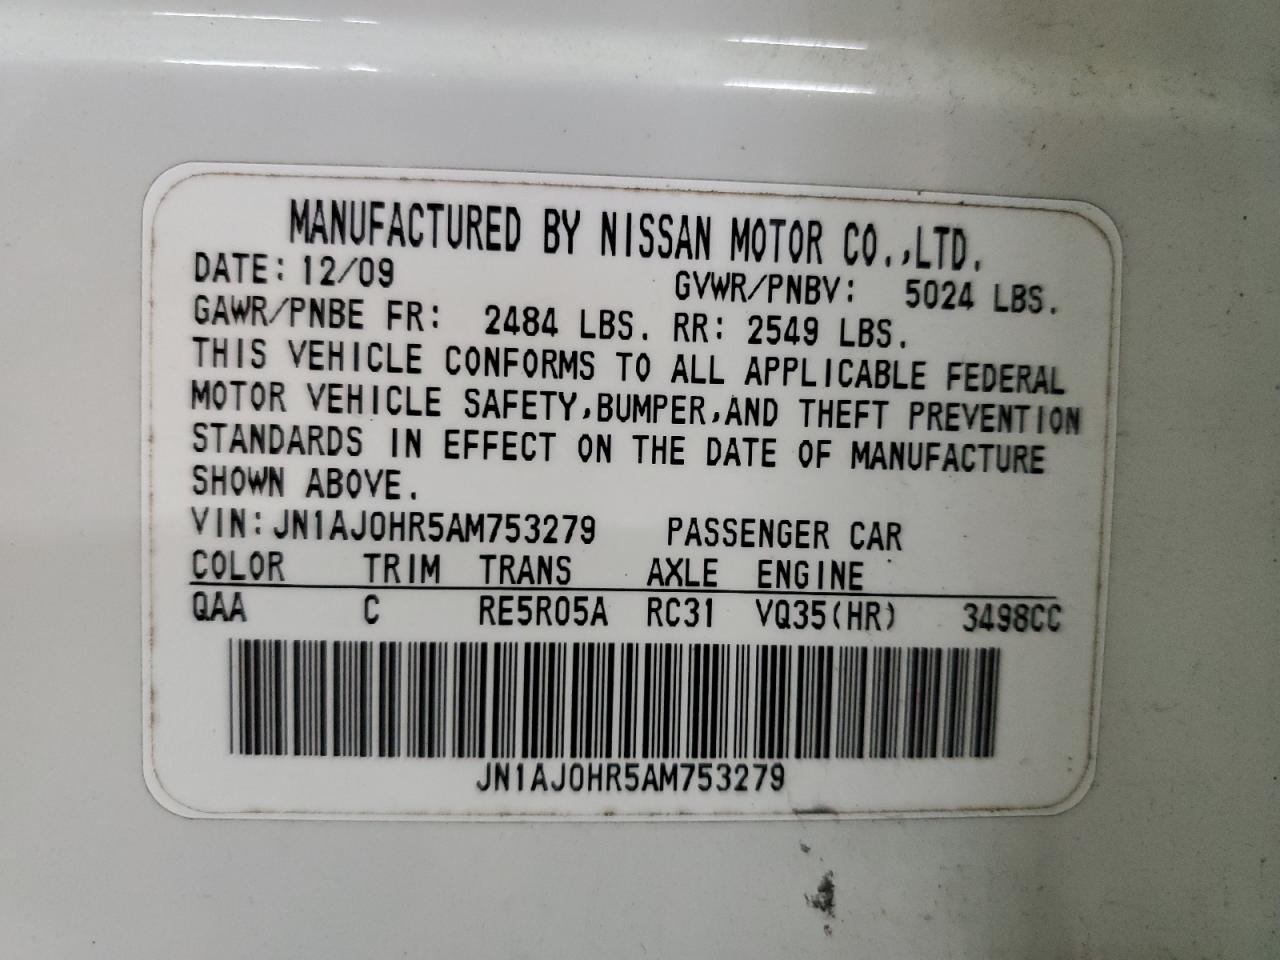 MANUFACTURED BY NISSAN MOTOR CO.,LTD.
DATE: 12/09 GVWR/PNBV: 5024 LBS.
GAWR/PNBE FR: 2484 LBS. RR: 2549 LBS.
THIS VEHICLE CONFORMS TO ALL APPLICABLE FEDERAL
MOTOR VEHICLE SAFETY,BUMPER,AND THEFT PREVENTION
STANDARDS IN EFFECT ON THE DATE OF MANUFACTURE
SHOWN ABOVE.
VIN:JN1AJ0HR5AM753279 PASSENGER CAR
COLOR TRIM TRANS AXLE ENGINE
QAA C RE5R05A RC31 VQ35(HR) 3498CC
JN1AJ0HR5AM753279